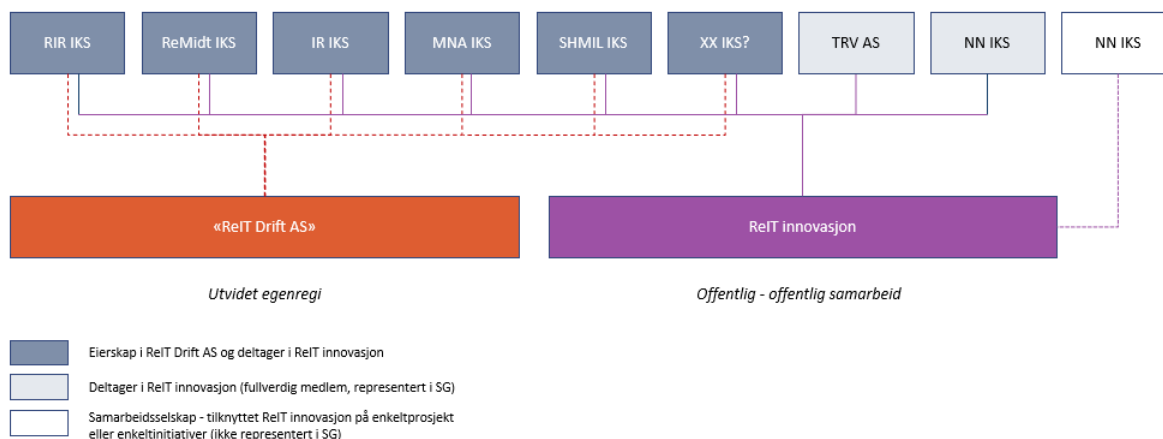 RIR IKS
ReMidt IKS
IR IKS
MNA IKS
SHMIL IKS
XX IKS?
TRV AS
NN IKS
NN IKS
«ReIT Drift AS»
ReIT innovasjon
Utvidet egenregi
Offentlig - offentlig samarbeid
Eierskap i ReIT Drift AS og deltager i ReIT innovasjon
Deltager i ReIT innovasjon (fullverdig medlem, representert i SG)
Samarbeidsselskap - tilknyttet ReIT innovasjon på enkeltprosjekt
eller enkeltinitiativer (ikke representert i SG)